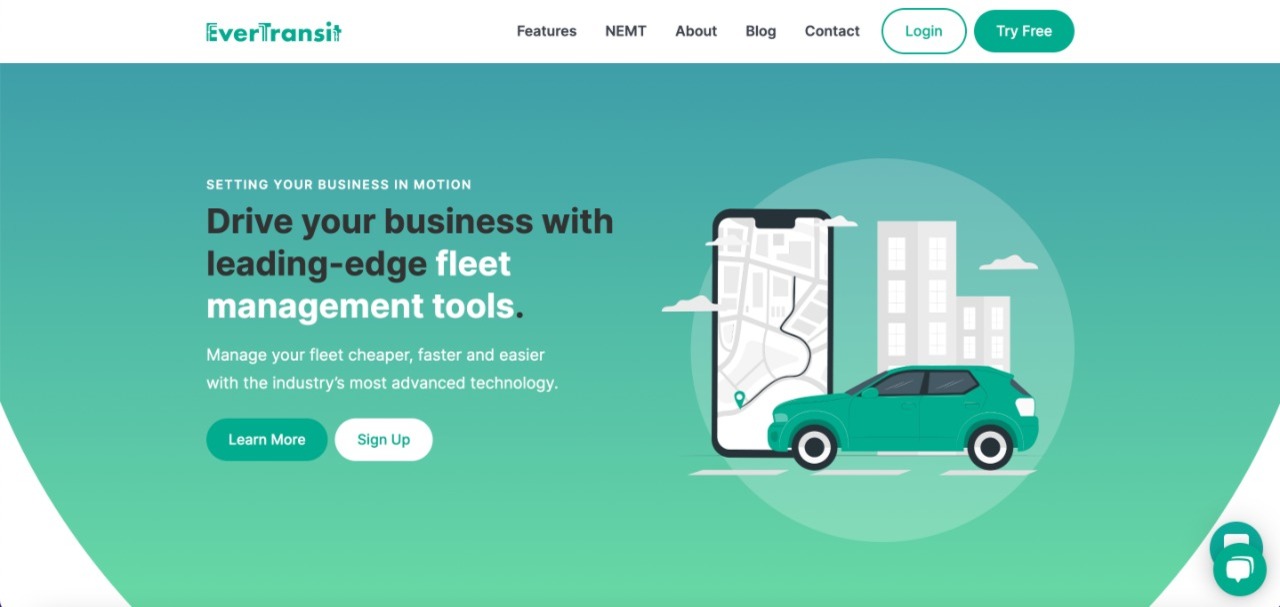 EverTransit
Features NEMT About Blog Contact Login Try Free
SETTING YOUR BUSINESS IN MOTION
Drive your business with
leading-edge fleet
management tools.
Manage your fleet cheaper, faster and easier
with the industry’s most advanced technology.
Learn More Sign Up